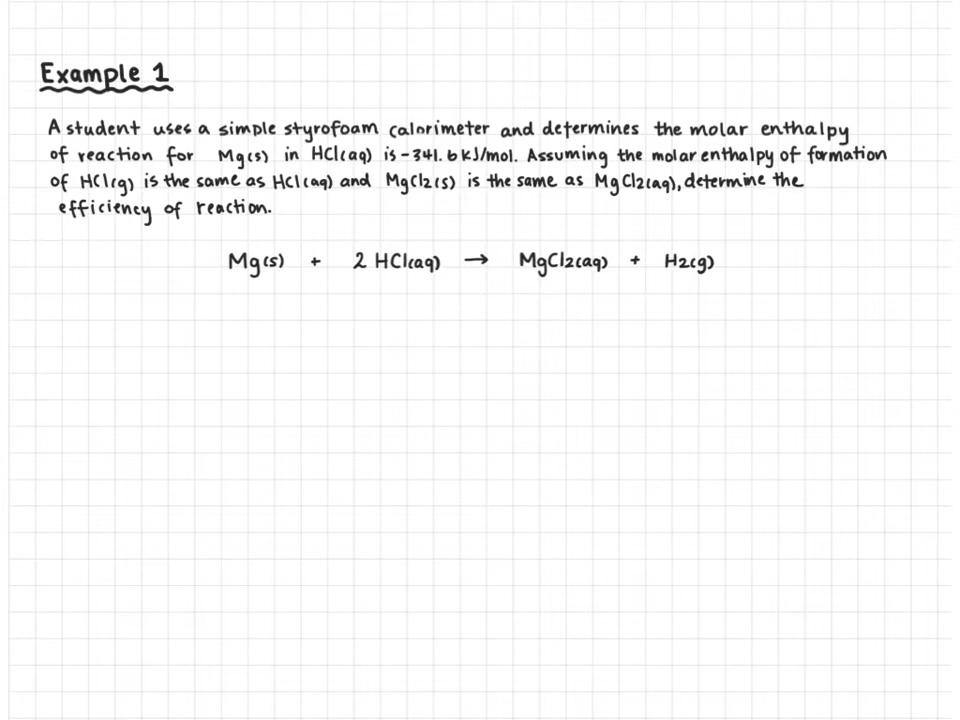 Example 1
A student uses a simple styrofoam calorimeter and determines the molar enthalpy
of reaction for Mg(s) in HCl(aq) is -341.6 kJ/mol. Assuming the molar enthalpy of formation
of HCl(g) is the same as HCl(aq) and MgCl2(s) is the same as MgCl2(aq), determine the
efficiency of reaction.
Mg(s) + 2 HCl(aq) → MgCl2(aq) + H2(g)